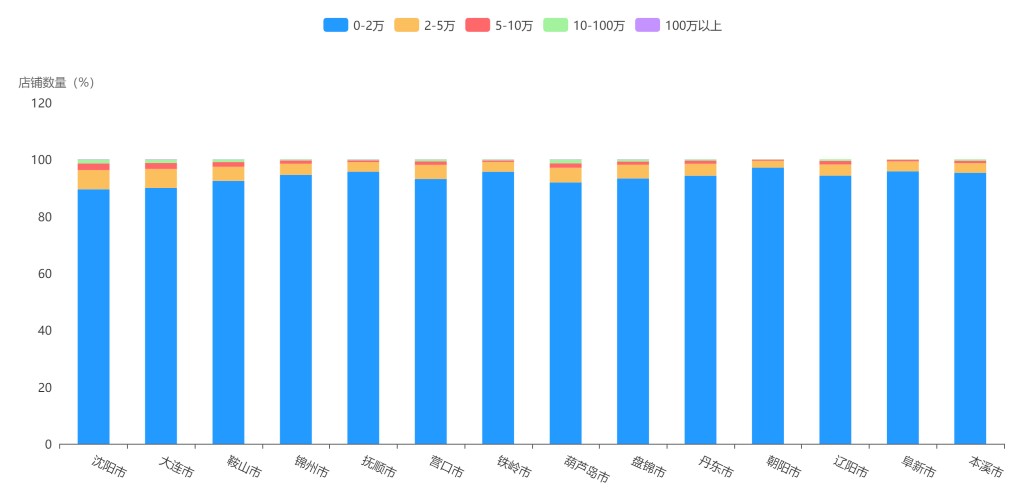 0-2万 2-5万 5-10万 10-100万 100万以上
店铺数量（%）
120
100
80
60
40
20
0
沈阳市 大连市 鞍山市 锦州市 抚顺市 营口市 铁岭市 葫芦岛市 盘锦市 丹东市 朝阳市 辽阳市 阜新市 本溪市